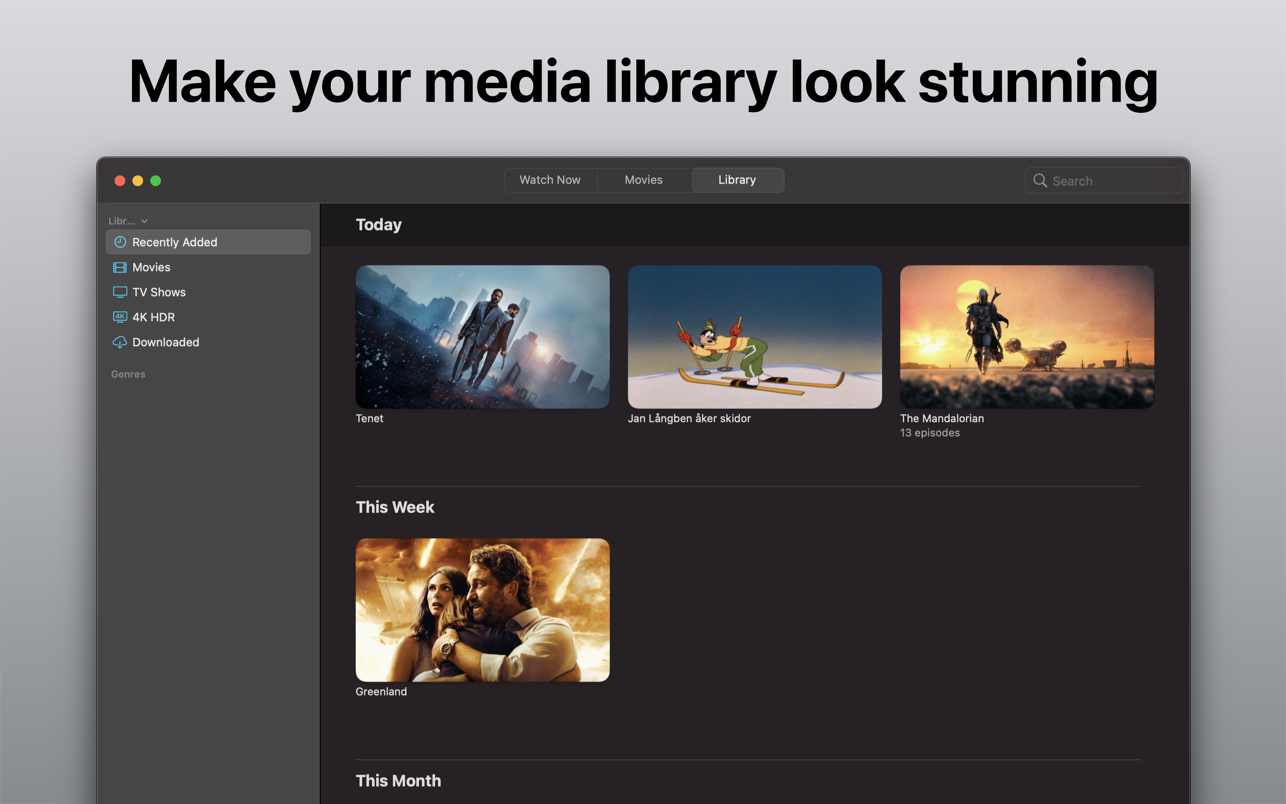 Make your media library look stunning
Watch Now
Movies
Library
Search
Libr...
Recently Added
Movies
TV Shows
4K
4K HDR
Downloaded
Genres
Today
Tenet
Jan Långben åker skidor
The Mandalorian
13 episodes
This Week
Greenland
This Month